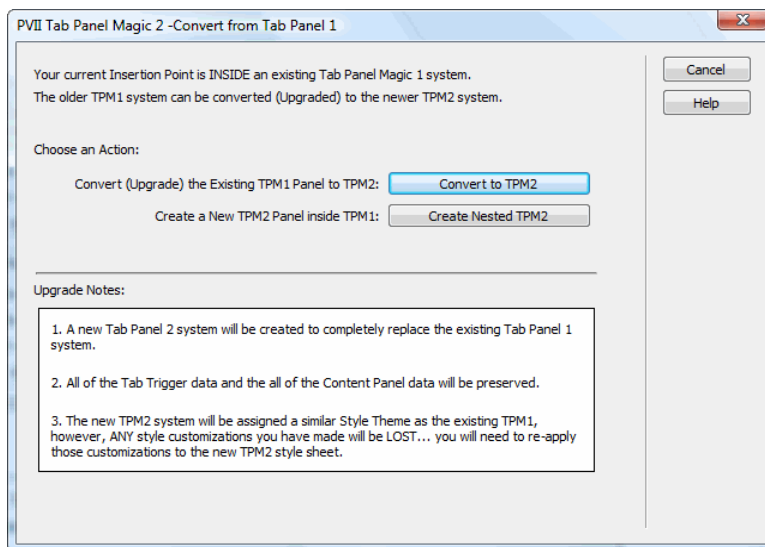 PVII Tab Panel Magic 2 -Convert from Tab Panel 1
Your current Insertion Point is INSIDE an existing Tab Panel Magic 1 system.
The older TPM1 system can be converted (Upgraded) to the newer TPM2 system.
Cancel
Help
Choose an Action:
Convert (Upgrade) the Existing TPM1 Panel to TPM2: Convert to TPM2
Create a New TPM2 Panel inside TPM1: Create Nested TPM2
Upgrade Notes:
1. A new Tab Panel 2 system will be created to completely replace the existing Tab Panel 1
system.
2. All of the Tab Trigger data and the all of the Content Panel data will be preserved.
3. The new TPM2 system will be assigned a similar Style Theme as the existing TPM1,
however, ANY style customizations you have made will be LOST... you will need to re-apply
those customizations to the new TPM2 style sheet.